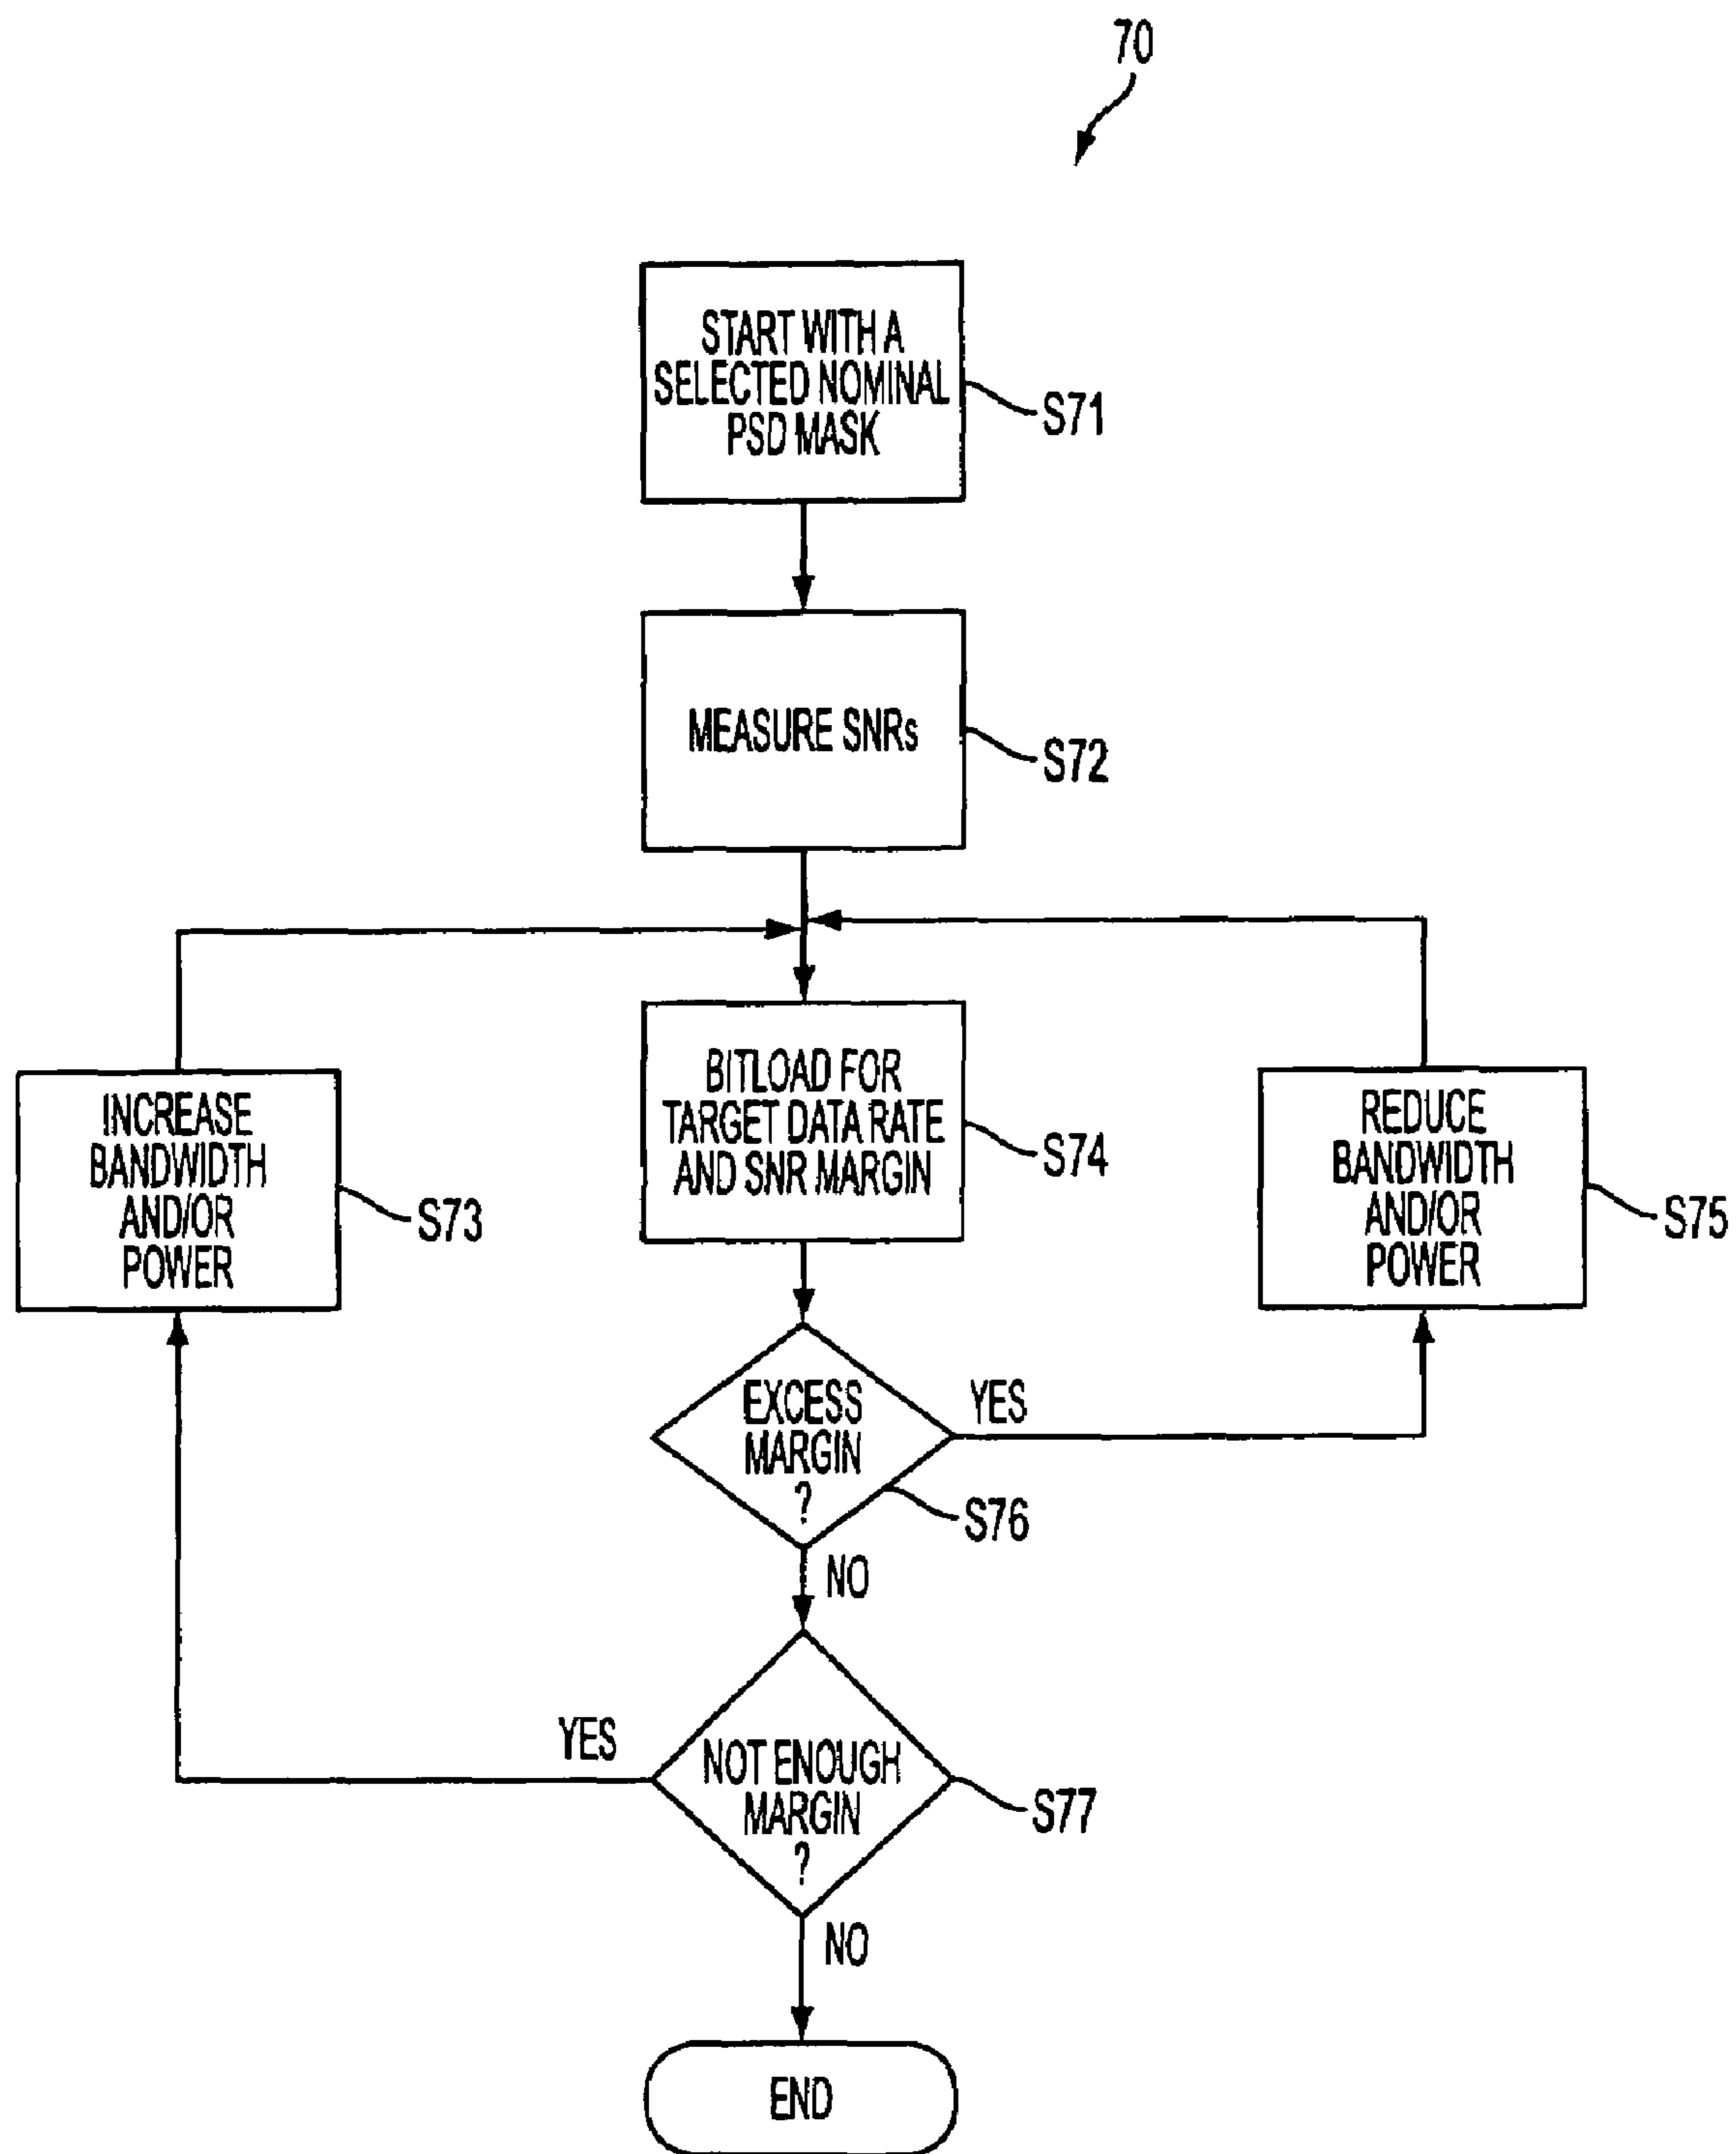 70
START WITH A
SELECTED NOMINAL
PSD MASK
S71
MEASURE SNRs
S72
INCREASE
BANDWIDTH
AND/OR
POWER
S73
BITLOAD FOR
TARGET DATA RATE
AND SNR MARGIN
S74
REDUCE
BANDWIDTH
AND/OR
POWER
S75
EXCESS
MARGIN
?
YES
S76
NO
YES
NOT ENOUGH
MARGIN
?
S77
NO
END